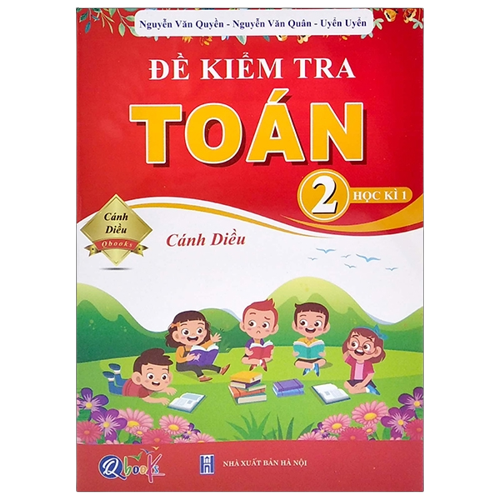 Nguyễn Văn Quyền - Nguyễn Văn Quân - Uyển Uyển
ĐỀ KIỂM TRA
TOÁN
2
HỌC KÌ 1
Cánh
Diều
Qbooks
Cánh Diều
Qbooks
NHÀ XUẤT BẢN HÀ NỘI